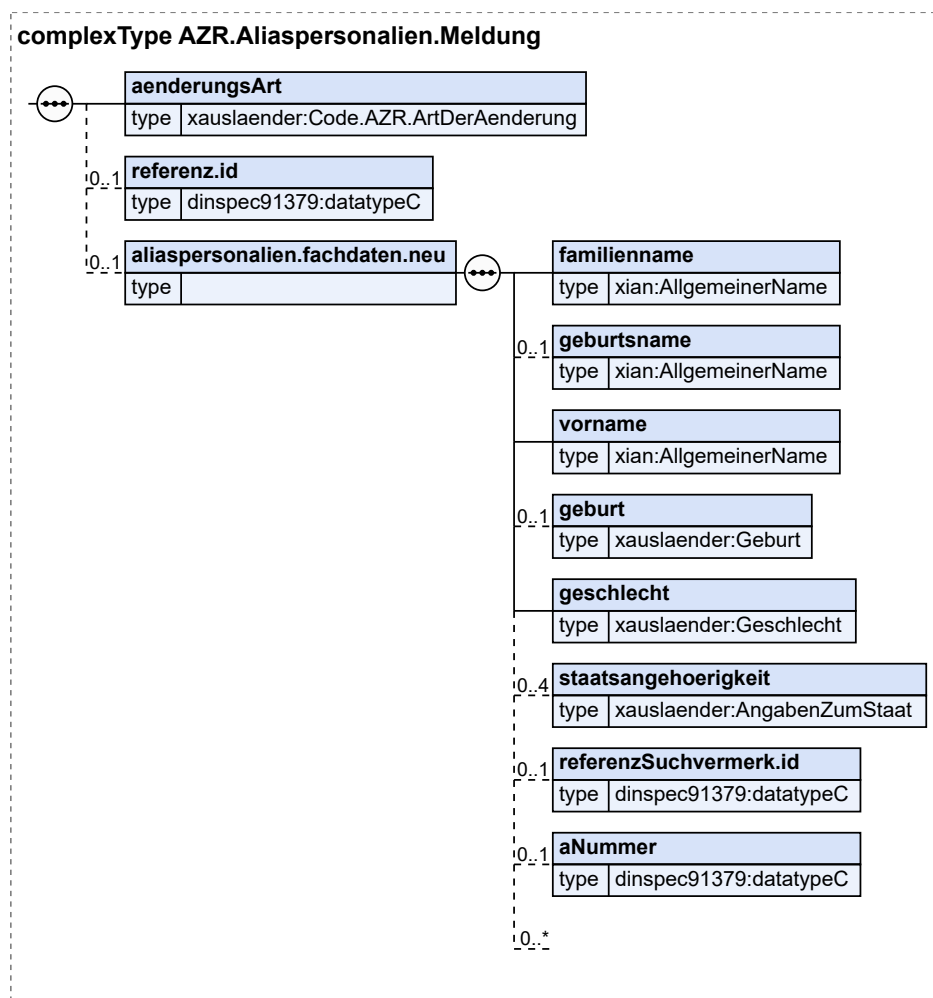 complexType AZR.Aliaspersonalien.Meldung
aenderungsArt
type xauslaender:Code.AZR.ArtDerAenderung
0..1 referenz.id
type dinspec91379:datatypeC
0..1 aliaspersonalien.fachdaten.neu
type
familienname
type xian:AllgemeinerName
0..1 geburtsname
type xian:AllgemeinerName
vorname
type xian:AllgemeinerName
0..1 geburt
type xauslaender:Geburt
geschlecht
type xauslaender:Geschlecht
0..4 staatsangehoerigkeit
type xauslaender:AngabenZumStaat
0..1 referenzSuchvermerk.id
type dinspec91379:datatypeC
0..1 aNummer
type dinspec91379:datatypeC
0..*